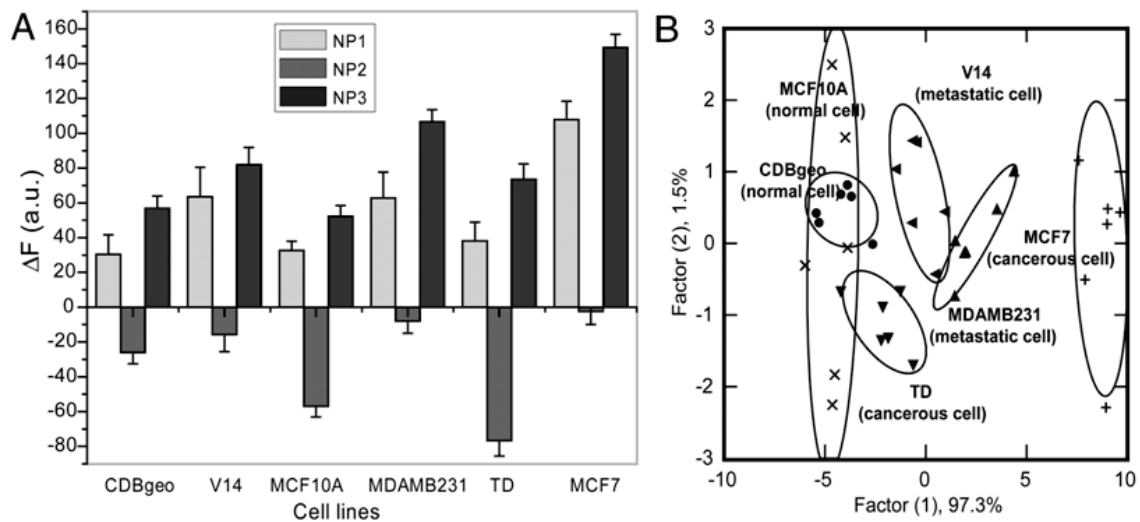 A
160
140
120
100
80
60
40
20
0
-20
-40
-60
-80
ΔF (a.u.)
NP1
NP2
NP3
CDBgeo V14 MCF10A MDAMB231 TD MCF7
Cell lines
B
3
2
1
0
-1
-2
-3
Factor (2), 1.5%
MCF10A
(normal cell)
V14
(metastatic cell)
CDBgeo
(normal cell)
MCF7
(cancerous cell)
MDAMB231
(metastatic cell)
TD
(cancerous cell)
-10 -5 0 5 10
Factor (1), 97.3%